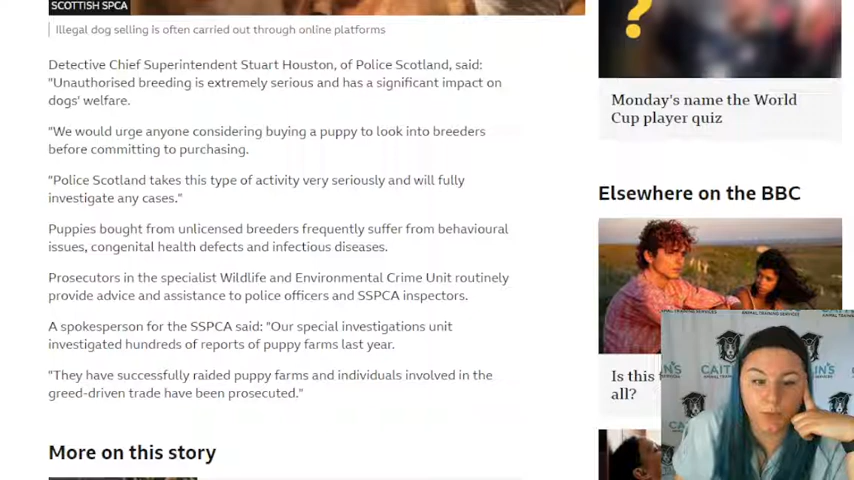 SCOTTISH SPCA
Illegal dog selling is often carried out through online platforms
Detective Chief Superintendent Stuart Houston, of Police Scotland, said:
"Unauthorised breeding is extremely serious and has a significant impact on
dogs' welfare.
"We would urge anyone considering buying a puppy to look into breeders
before committing to purchasing.
"Police Scotland takes this type of activity very seriously and will fully
investigate any cases."
Puppies bought from unlicensed breeders frequently suffer from behavioural
issues, congenital health defects and infectious diseases.
Prosecutors in the specialist Wildlife and Environmental Crime Unit routinely
provide advice and assistance to police officers and SSPCA inspectors.
A spokesperson for the SSPCA said: "Our special investigations unit
investigated hundreds of reports of puppy farms last year.
"They have successfully raided puppy farms and individuals involved in the
greed-driven trade have been prosecuted."
More on this story
?
Monday's name the World
Cup player quiz
Elsewhere on the BBC
Is this
all?
ANIMAL TRAINING SERVICES